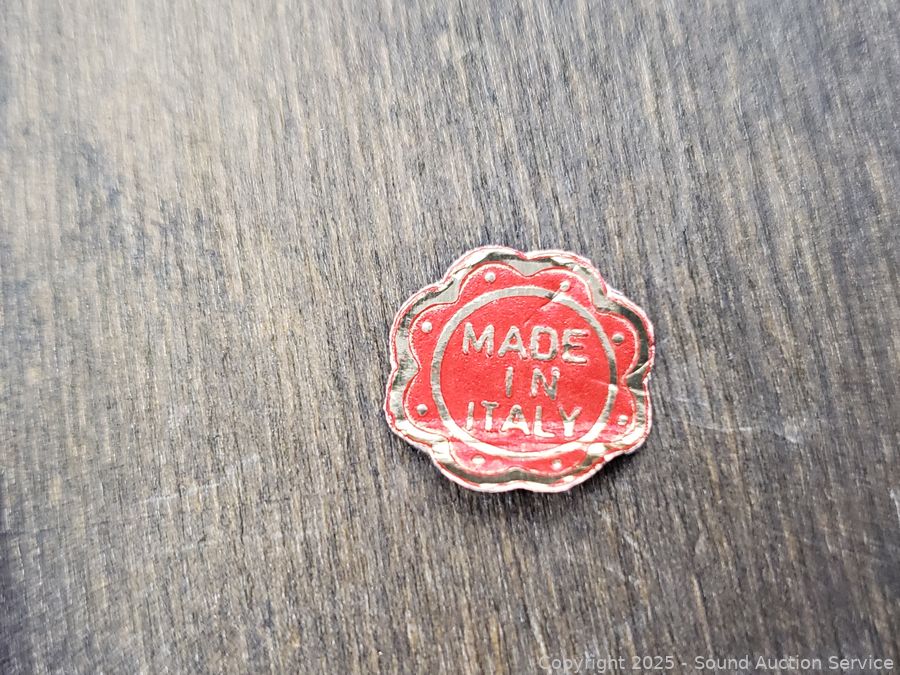 MADE
IN
ITALY
Copyright 2025 - Sound Auction Service